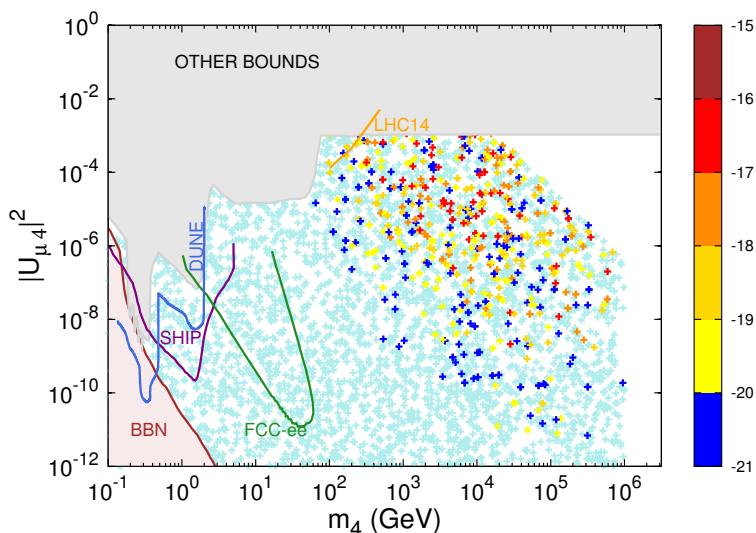 10^0
10^-2
10^-4
10^-6
10^-8
10^-10
10^-12
|U_μ4|^2
OTHER BOUNDS
LHC14
DUNE
SHIP
BBN
FCC-ee
10^-1 10^0 10^1 10^2 10^3 10^4 10^5 10^6
m_4 (GeV)
-15
-16
-17
-18
-19
-20
-21